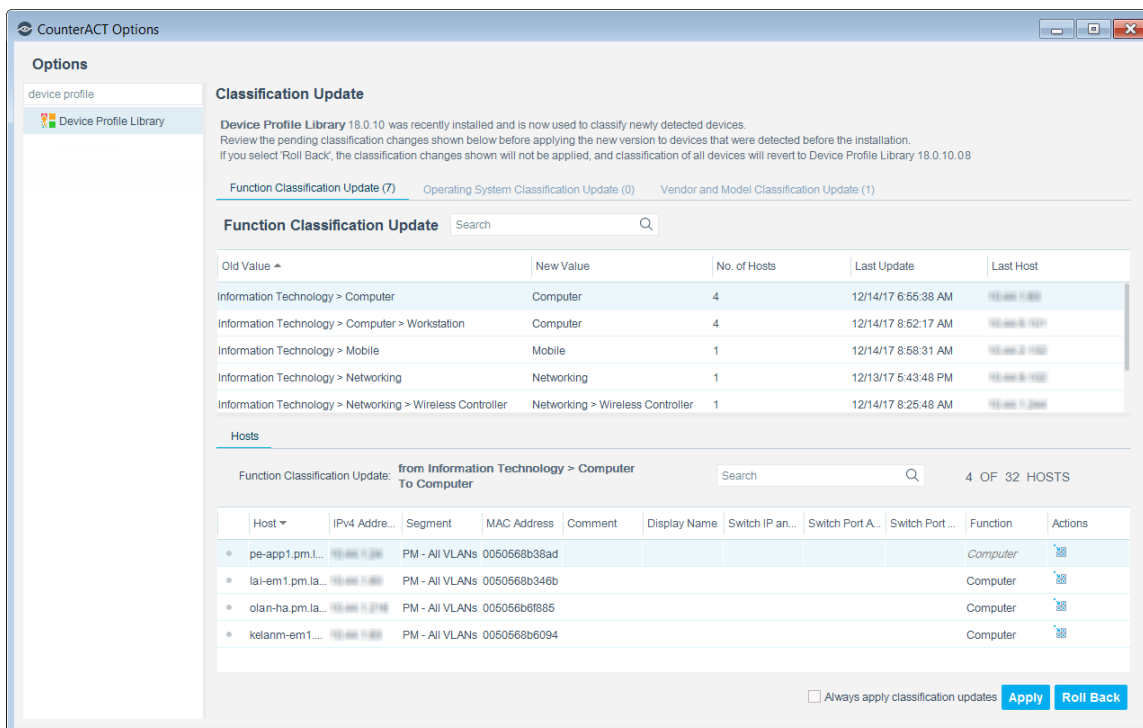 CounterACT Options
Options
device profile
Device Profile Library
Classification Update
Device Profile Library 18.0.10 was recently installed and is now used to classify newly detected devices.
Review the pending classification changes shown below before applying the new version to devices that were detected before the installation.
If you select 'Roll Back', the classification changes shown will not be applied, and classification of all devices will revert to Device Profile Library 18.0.10.08
Function Classification Update (7) Operating System Classification Update (0) Vendor and Model Classification Update (1)
Function Classification Update Search
Old Value New Value No. of Hosts Last Update Last Host
Information Technology > Computer Computer 4 12/14/17 6:55:38 AM
Information Technology > Computer > Workstation Computer 4 12/14/17 8:52:17 AM
Information Technology > Mobile Mobile 1 12/14/17 8:58:31 AM
Information Technology > Networking Networking 1 12/13/17 5:43:48 PM
Information Technology > Networking > Wireless Controller Networking > Wireless Controller 1 12/14/17 8:25:48 AM
Hosts
Function Classification Update: from Information Technology > Computer
To Computer
Search
4 OF 32 HOSTS
Host IPv4 Addre... Segment MAC Address Comment Display Name Switch IP an... Switch Port A... Switch Port ... Function Actions
pe-app1.pm.l... PM - All VLANs 0050568b38ad Computer
lai-em1.pm.la... PM - All VLANs 0050568b346b Computer
olan-ha.pm.la... PM - All VLANs 005056b6f885 Computer
kelanm-em1.... PM - All VLANs 0050568b6094 Computer
Always apply classification updates Apply Roll Back